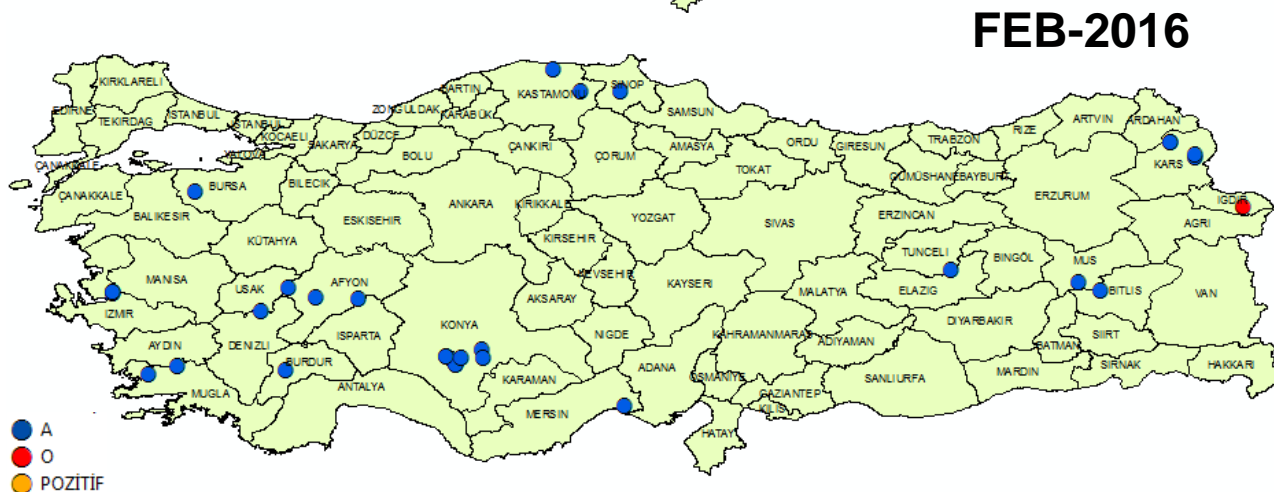 FEB-2016
KIRKLARELI
EDIRNE
TEKIRDAG
ISTANBUL
ISTANBUL
KOCAELI
YALOVA
SAKARYA
DÜZCE
ZONGULDAK
BARTIN
KARABÜK
KASTAMONU
SINOP
SAMSUN
BOLU
ÇANKIRI
ÇORUM
AMASYA
ORDU
GIRESUN
TRABZON
RIZE
ARTVIN
ARDAHAN
TOKAT
GÜMÜSHANE
BAYBURT
KARS
ÇANAKKALE
ÇANAKKALE
BURSA
BILECIK
BALIKESIR
ESKISEHIR
ANKARA
KIRIKKALE
YOZGAT
SIVAS
ERZINCAN
ERZURUM
IGDIR
AGRI
KÜTAHYA
KIRSEHIR
TUNCELI
BINGÖL
MUS
MANISA
USAK
AFYON
NEVSEHIR
KAYSERI
AKSARAY
MALATYA
ELAZIG
BITLIS
VAN
IZMIR
KONYA
DIYARBAKIR
AYDIN
DENIZLI
ISPARTA
NIGDE
KAHRAMANMARAS
ADIYAMAN
BATMAN
SIIRT
BURDUR
ADANA
MUGLA
ANTALYA
KARAMAN
OSMANIYE
GAZIANTEP
SANLIURFA
MARDIN
SIRNAK
HAKKARI
MERSIN
KILIS
HATAY
A
O
POZİTİF